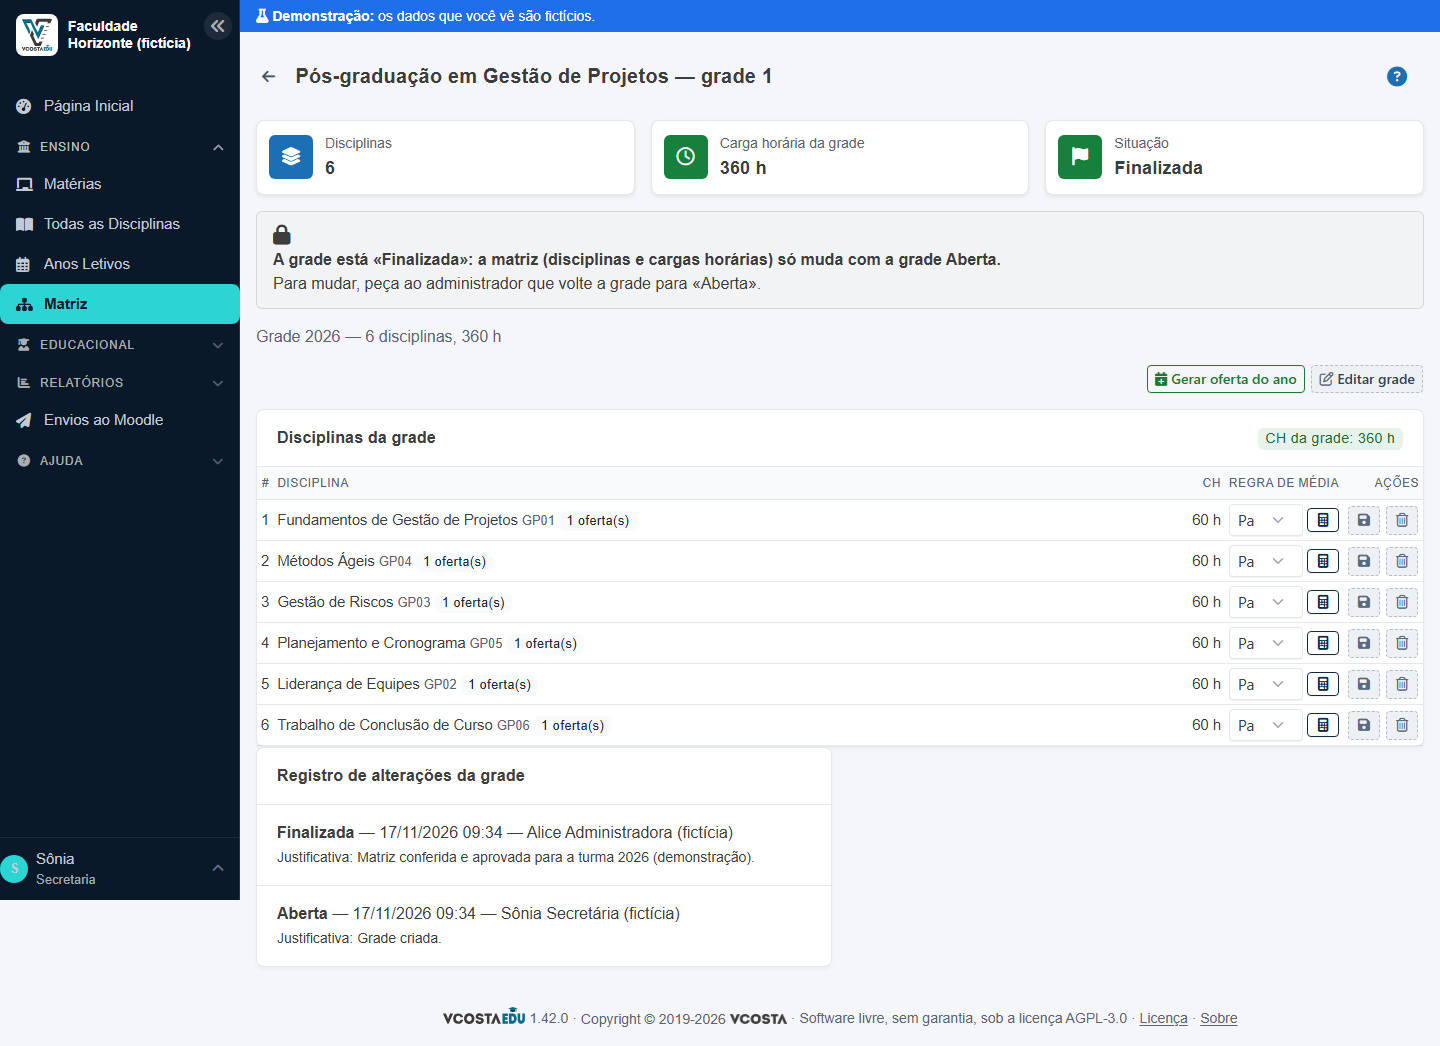 Faculdade
Horizonte (fictícia)
VCOSTAEDU
Demonstração: os dados que você vê são fictícios.
Página Inicial
ENSINO
Matérias
Todas as Disciplinas
Anos Letivos
Matriz
EDUCACIONAL
RELATÓRIOS
Envios ao Moodle
AJUDA
S
Sônia
Secretaria
Pós-graduação em Gestão de Projetos — grade 1
?
Disciplinas
6
Carga horária da grade
360 h
Situação
Finalizada
A grade está «Finalizada»: a matriz (disciplinas e cargas horárias) só muda com a grade Aberta.
Para mudar, peça ao administrador que volte a grade para «Aberta».
Grade 2026 — 6 disciplinas, 360 h
Gerar oferta do ano
Editar grade
Disciplinas da grade
CH da grade: 360 h
# DISCIPLINA CH REGRA DE MÉDIA AÇÕES
1 Fundamentos de Gestão de Projetos GP01 1 oferta(s) 60 h Pa
2 Métodos Ágeis GP04 1 oferta(s) 60 h Pa
3 Gestão de Riscos GP03 1 oferta(s) 60 h Pa
4 Planejamento e Cronograma GP05 1 oferta(s) 60 h Pa
5 Liderança de Equipes GP02 1 oferta(s) 60 h Pa
6 Trabalho de Conclusão de Curso GP06 1 oferta(s) 60 h Pa
Registro de alterações da grade
Finalizada — 17/11/2026 09:34 — Alice Administradora (fictícia)
Justificativa: Matriz conferida e aprovada para a turma 2026 (demonstração).
Aberta — 17/11/2026 09:34 — Sônia Secretária (fictícia)
Justificativa: Grade criada.
VCOSTAEDU 1.42.0 · Copyright © 2019-2026 VCOSTA · Software livre, sem garantia, sob a licença AGPL-3.0 · Licença · Sobre